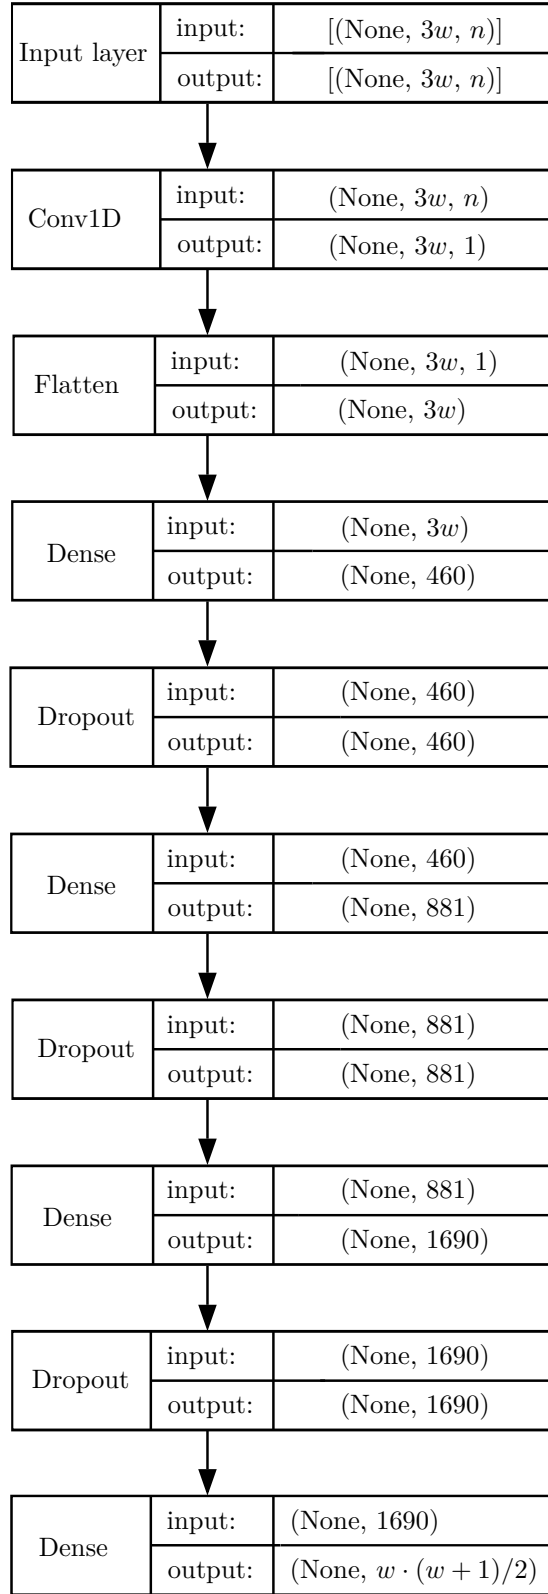 Input layer
input: [(None, 3w, n)]
output: [(None, 3w, n)]
Conv1D
input: (None, 3w, n)
output: (None, 3w, 1)
Flatten
input: (None, 3w, 1)
output: (None, 3w)
Dense
input: (None, 3w)
output: (None, 460)
Dropout
input: (None, 460)
output: (None, 460)
Dense
input: (None, 460)
output: (None, 881)
Dropout
input: (None, 881)
output: (None, 881)
Dense
input: (None, 881)
output: (None, 1690)
Dropout
input: (None, 1690)
output: (None, 1690)
Dense
input: (None, 1690)
output: (None, w · (w + 1)/2)